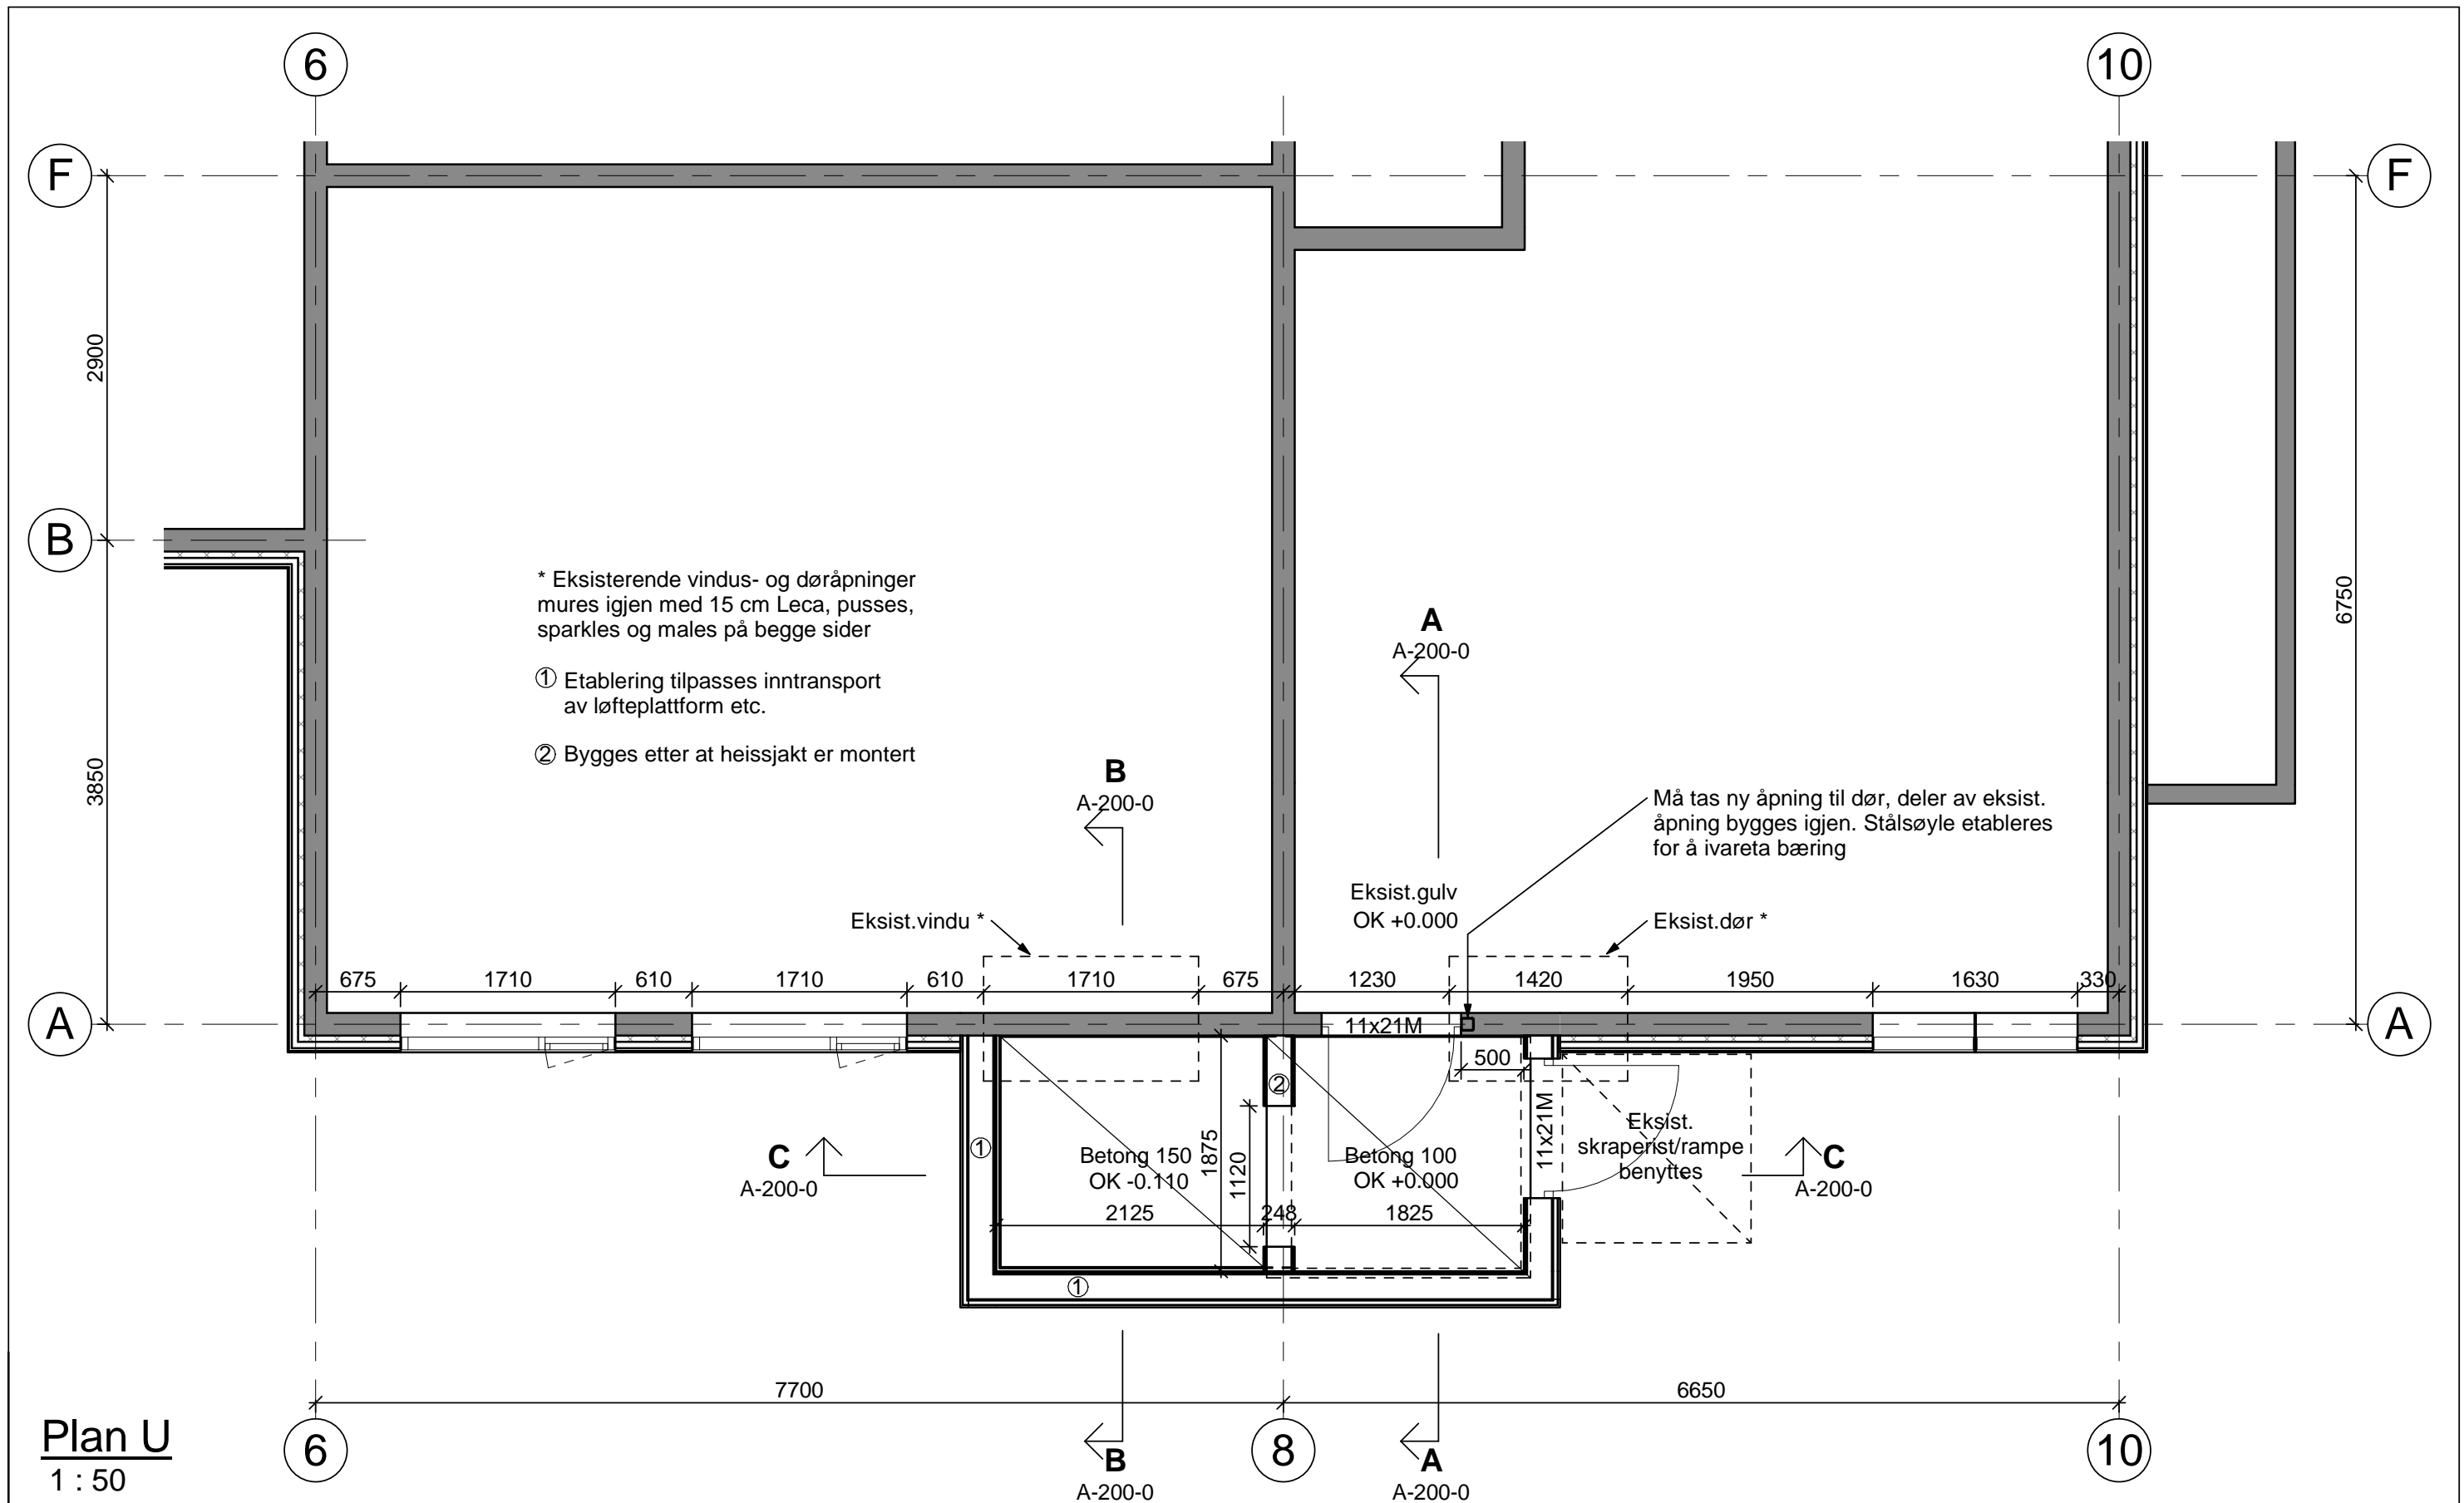 6
10
F
F
2900
B
* Eksisterende vindus- og døråpninger
mures igjen med 15 cm Leca, pusses,
sparkles og males på begge sider
1 Etablering tilpasses inntransport
av løfteplattform etc.
2 Bygges etter at heissjakt er montert
A
A-200-0
6750
3850
B
A-200-0
Må tas ny åpning til dør, deler av eksist.
åpning bygges igjen. Stålsøyle etableres
for å ivareta bæring
Eksist.gulv
OK +0.000
Eksist.vindu *
Eksist.dør *
675
1710
610
1710
610
1710
675
1230
1420
1950
1630
330
A
A
11x21M
500
2
1
11x21M
Eksist.
skraperist/rampe
benyttes
Betong 150
OK -0.110
1875
1120
Betong 100
OK +0.000
C
A-200-0
C
A-200-0
2125
248
1825
1
7700
6650
Plan U
1 : 50
6
8
10
B
A-200-0
A
A-200-0